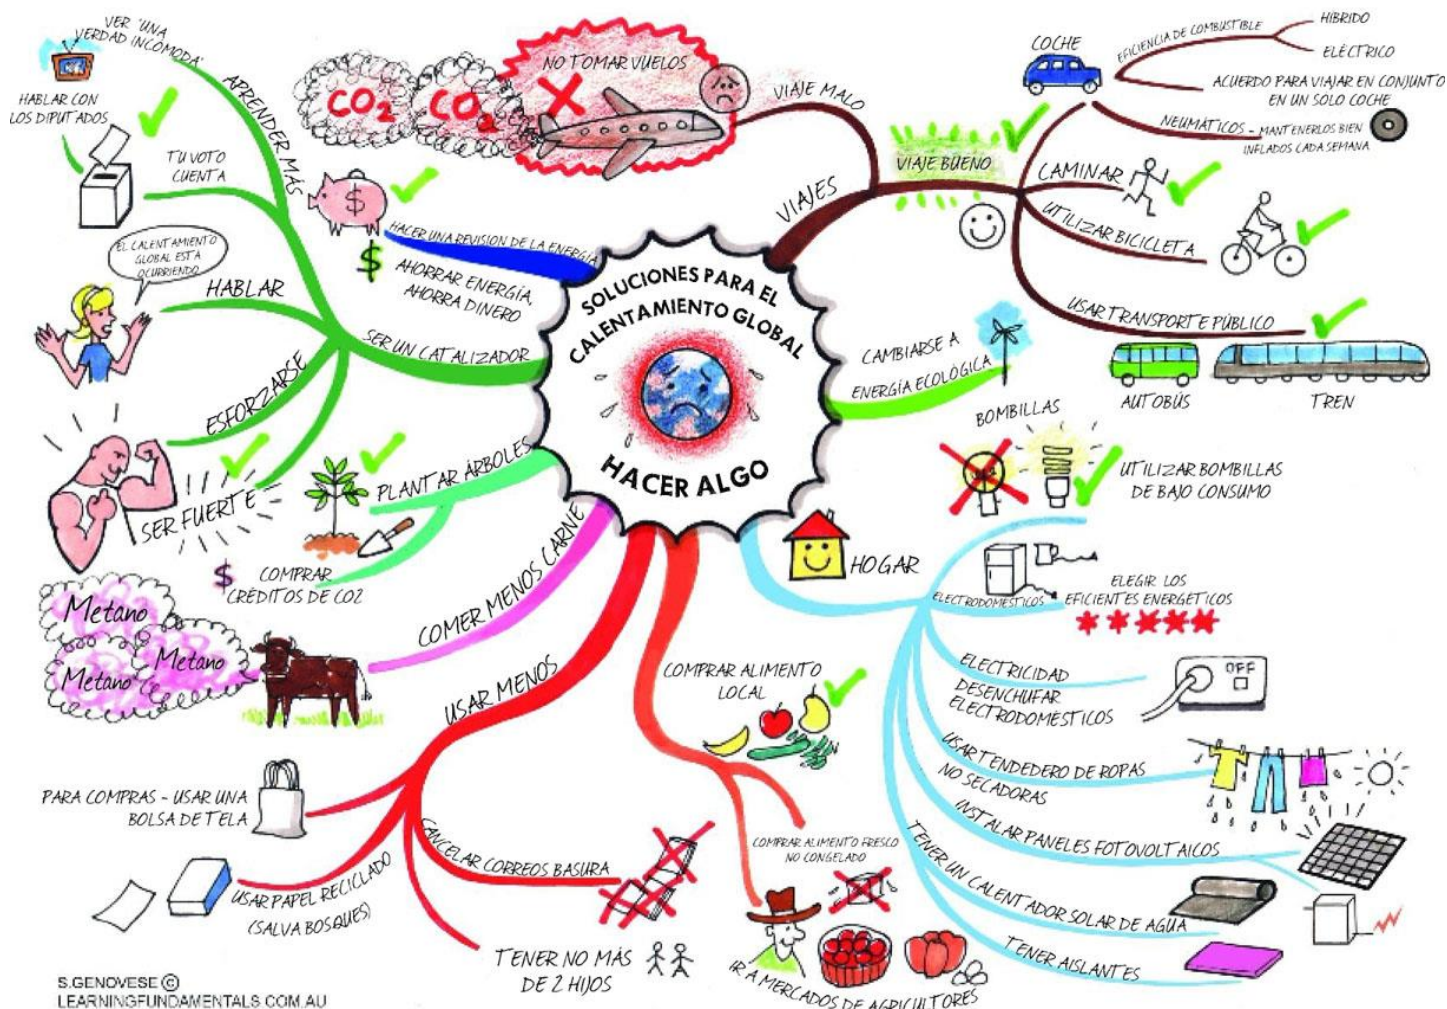 SOLUCIONES PARA EL
CALENTAMIENTO GLOBAL
HACER ALGO
VIAJES
VIAJE MALO
NO TOMAR VUELOS
CO2
CO2
VIAJE BUENO
COCHE
EFICIENCIA DE COMBUSTIBLE
HÍBRIDO
ELÉCTRICO
ACUERDO PARA VIAJAR EN CONJUNTO
EN UN SOLO COCHE
NEUMÁTICOS - MANTENERLOS BIEN
INFLADOS CADA SEMANA
CAMINAR
UTILIZAR BICICLETA
USAR TRANSPORTE PÚBLICO
AUTOBÚS
TREN
CAMBIARSE A
ENERGÍA ECOLÓGICA
HOGAR
BOMBILLAS
UTILIZAR BOMBILLAS
DE BAJO CONSUMO
ELECTRODOMÉSTICOS
ELEGIR LOS
EFICIENTES ENERGÉTICOS
ELECTRICIDAD
DESENCHUFAR
ELECTRODOMÉSTICOS
OFF
USAR TENDEDERO DE ROPAS
NO SECADORAS
INSTALAR PANELES FOTOVOLTAICOS
TENER UN CALENTADOR SOLAR DE AGUA
TENER AISLANTES
COMPRAR ALIMENTO
LOCAL
COMPRAR ALIMENTO FRESCO
NO CONGELADO
IR A MERCADOS DE AGRICULTORES
USAR MENOS
PARA COMPRAS - USAR UNA
BOLSA DE TELA
USAR PAPEL RECICLADO
(SALVA BOSQUES)
CANCELAR CORREOS BASURA
TENER NO MÁS
DE 2 HIJOS
COMER MENOS CARNE
Metano
Metano
Metano
PLANTAR ÁRBOLES
$ COMPRAR
CRÉDITOS DE CO2
SER UN CATALIZADOR
APRENDER MÁS
VER "UNA
VERDAD INCÓMODA"
HABLAR CON
LOS DIPUTADOS
TU VOTO
CUENTA
HABLAR
EL CALENTAMIENTO
GLOBAL ESTA
OCURRIENDO
ESFORZARSE
SER FUERTE
HACER UNA REVISION DE LA ENERGÍA
$
$
AHORRAR ENERGÍA,
AHORRA DINERO
S.GENOVESE ©
LEARNINGFUNDAMENTALS.COM.AU